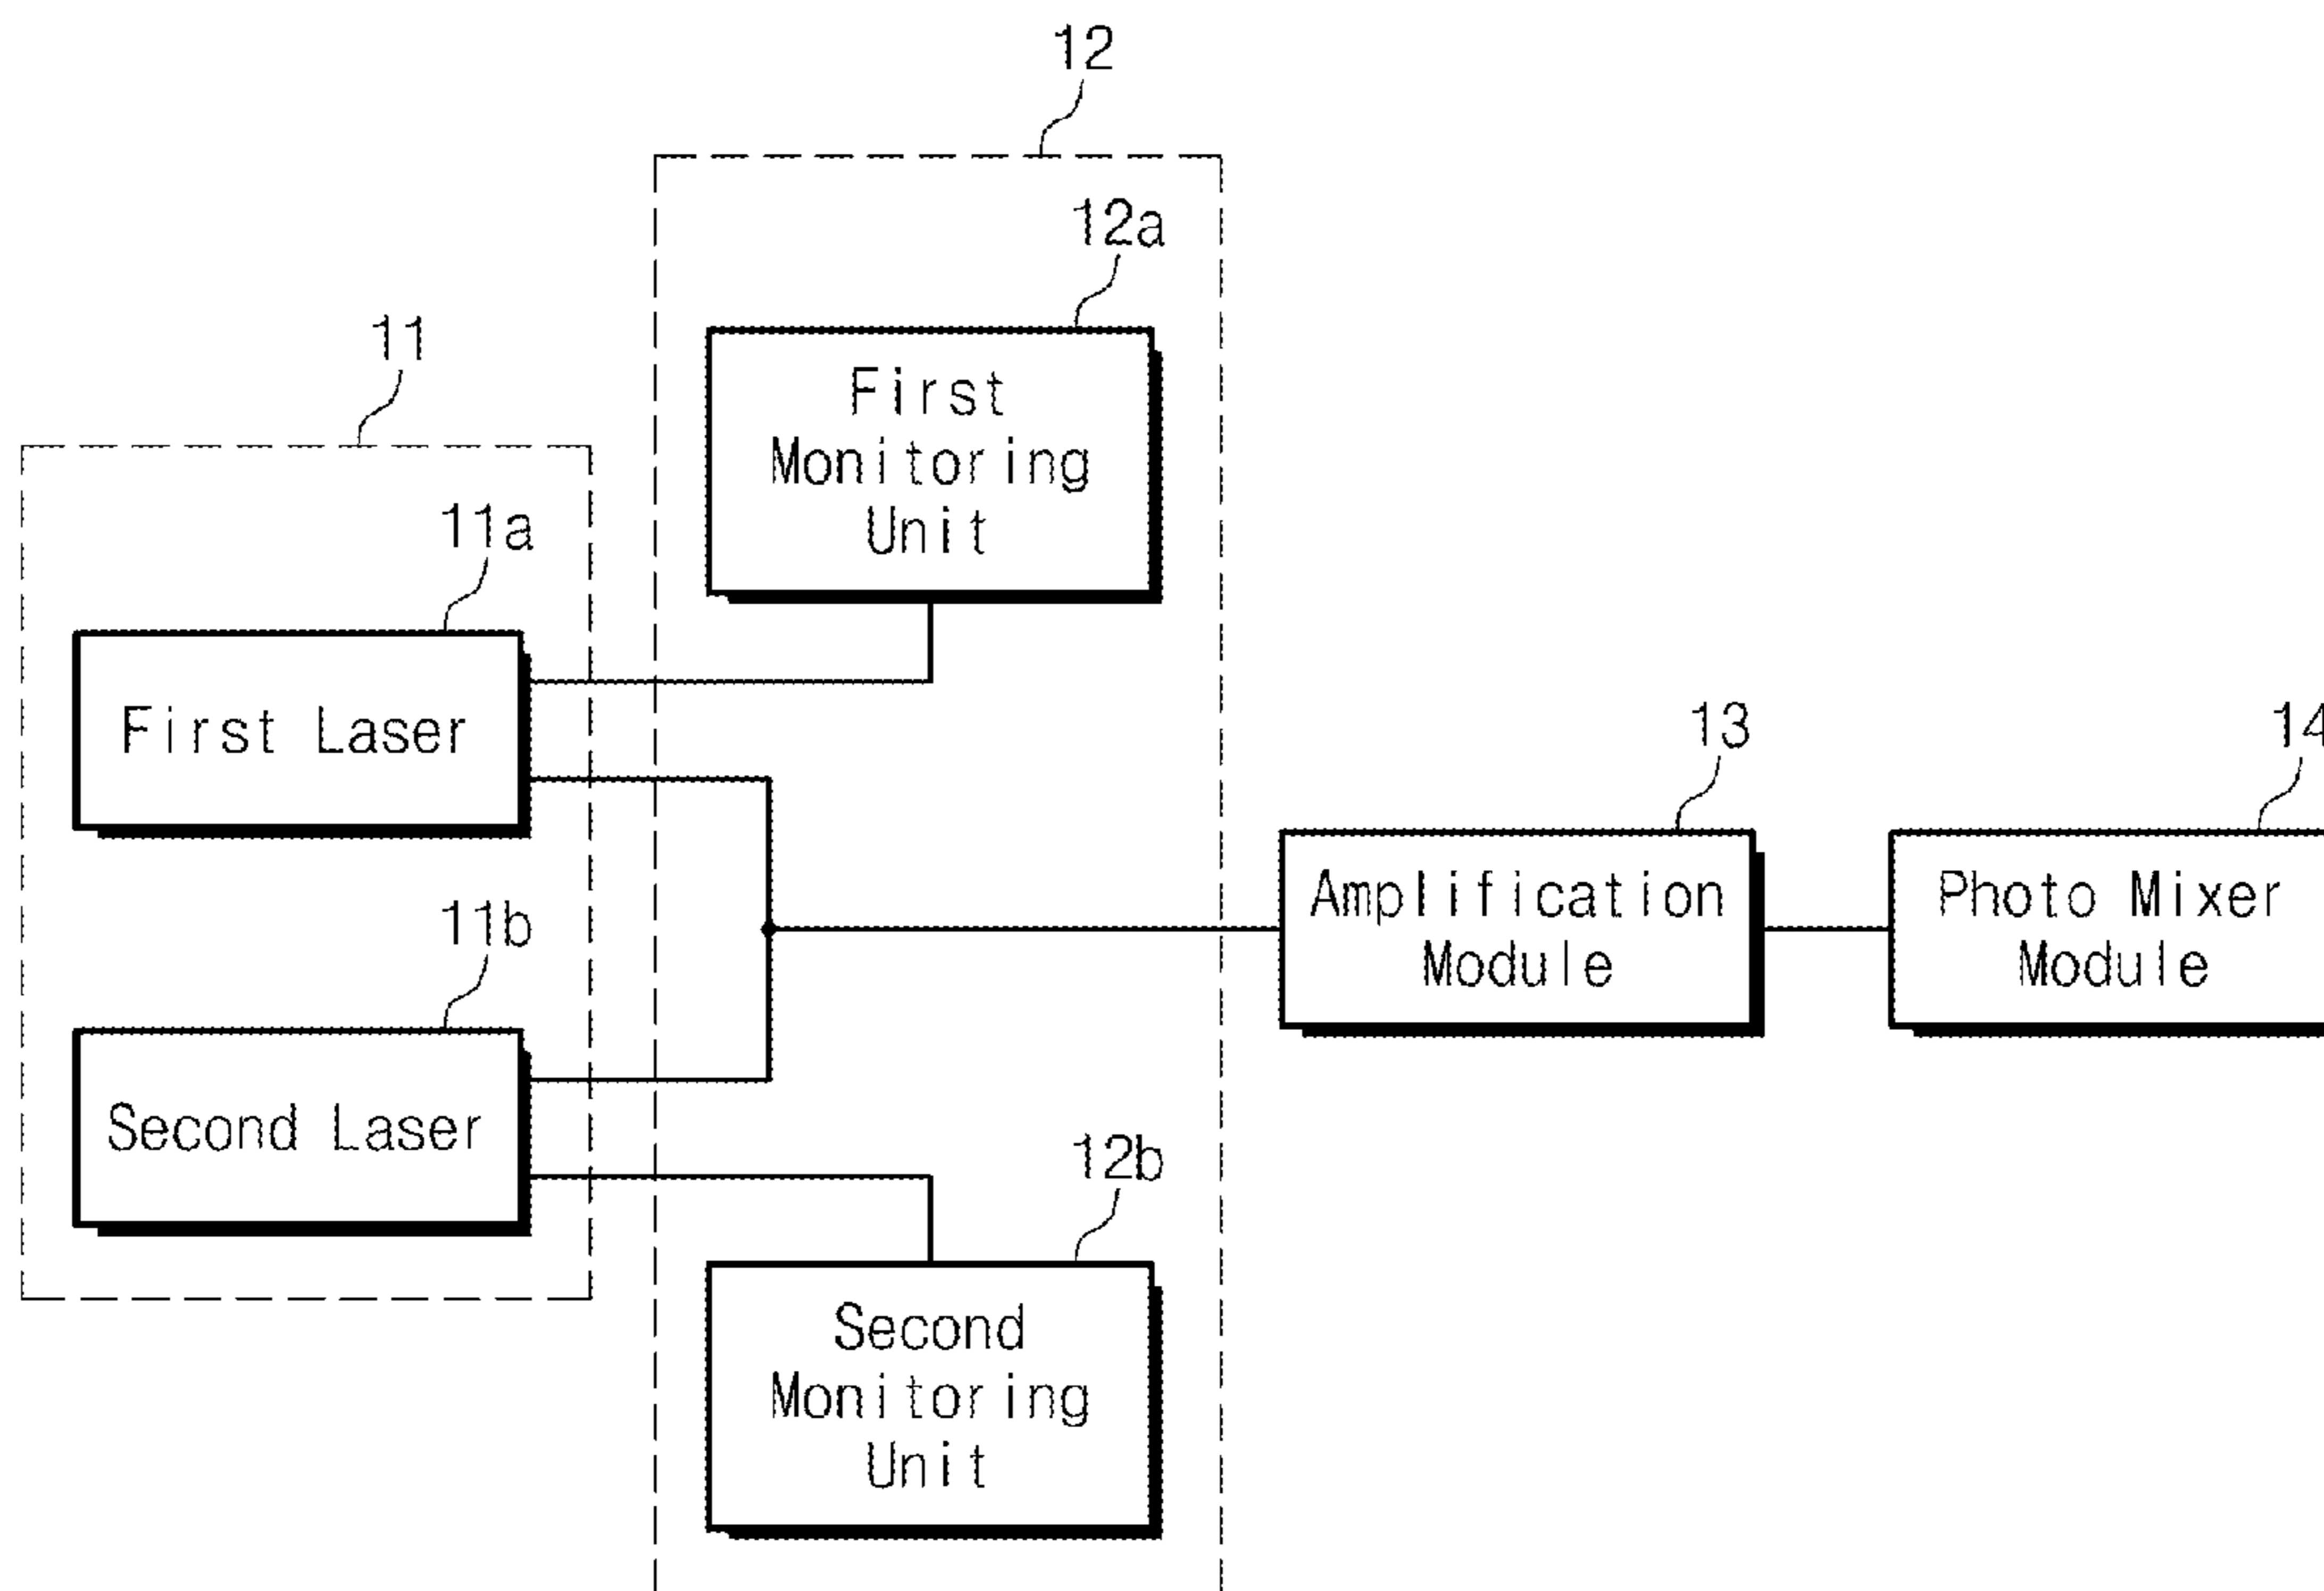 12
12a
First
Monitoring
Unit
11
11a
First Laser
11b
Second Laser
13
Amplification
Module
14
Photo Mixer
Module
12b
Second
Monitoring
Unit